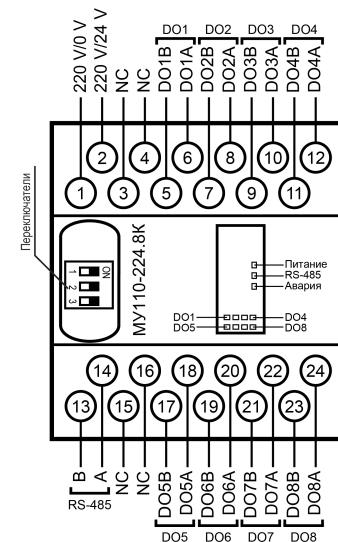 DO1 DO2 DO3 DO4
220 V/0 V
220 V/24 V
NC
NC
DO1B
DO1A
DO2B
DO2A
DO3B
DO3A
DO4B
DO4A
2 4 6 8 10 12
1 3 5 7 9 11
Переключатели
ON
1
2
3
МУ110-224.8К
Питание
RS-485
Авария
DO1 DO4
DO5 DO8
14 16 18 20 22 24
13 15 17 19 21 23
B
A
NC
NC
DO5B
DO5A
DO6B
DO6A
DO7B
DO7A
DO8B
DO8A
RS-485
DO5 DO6 DO7 DO8